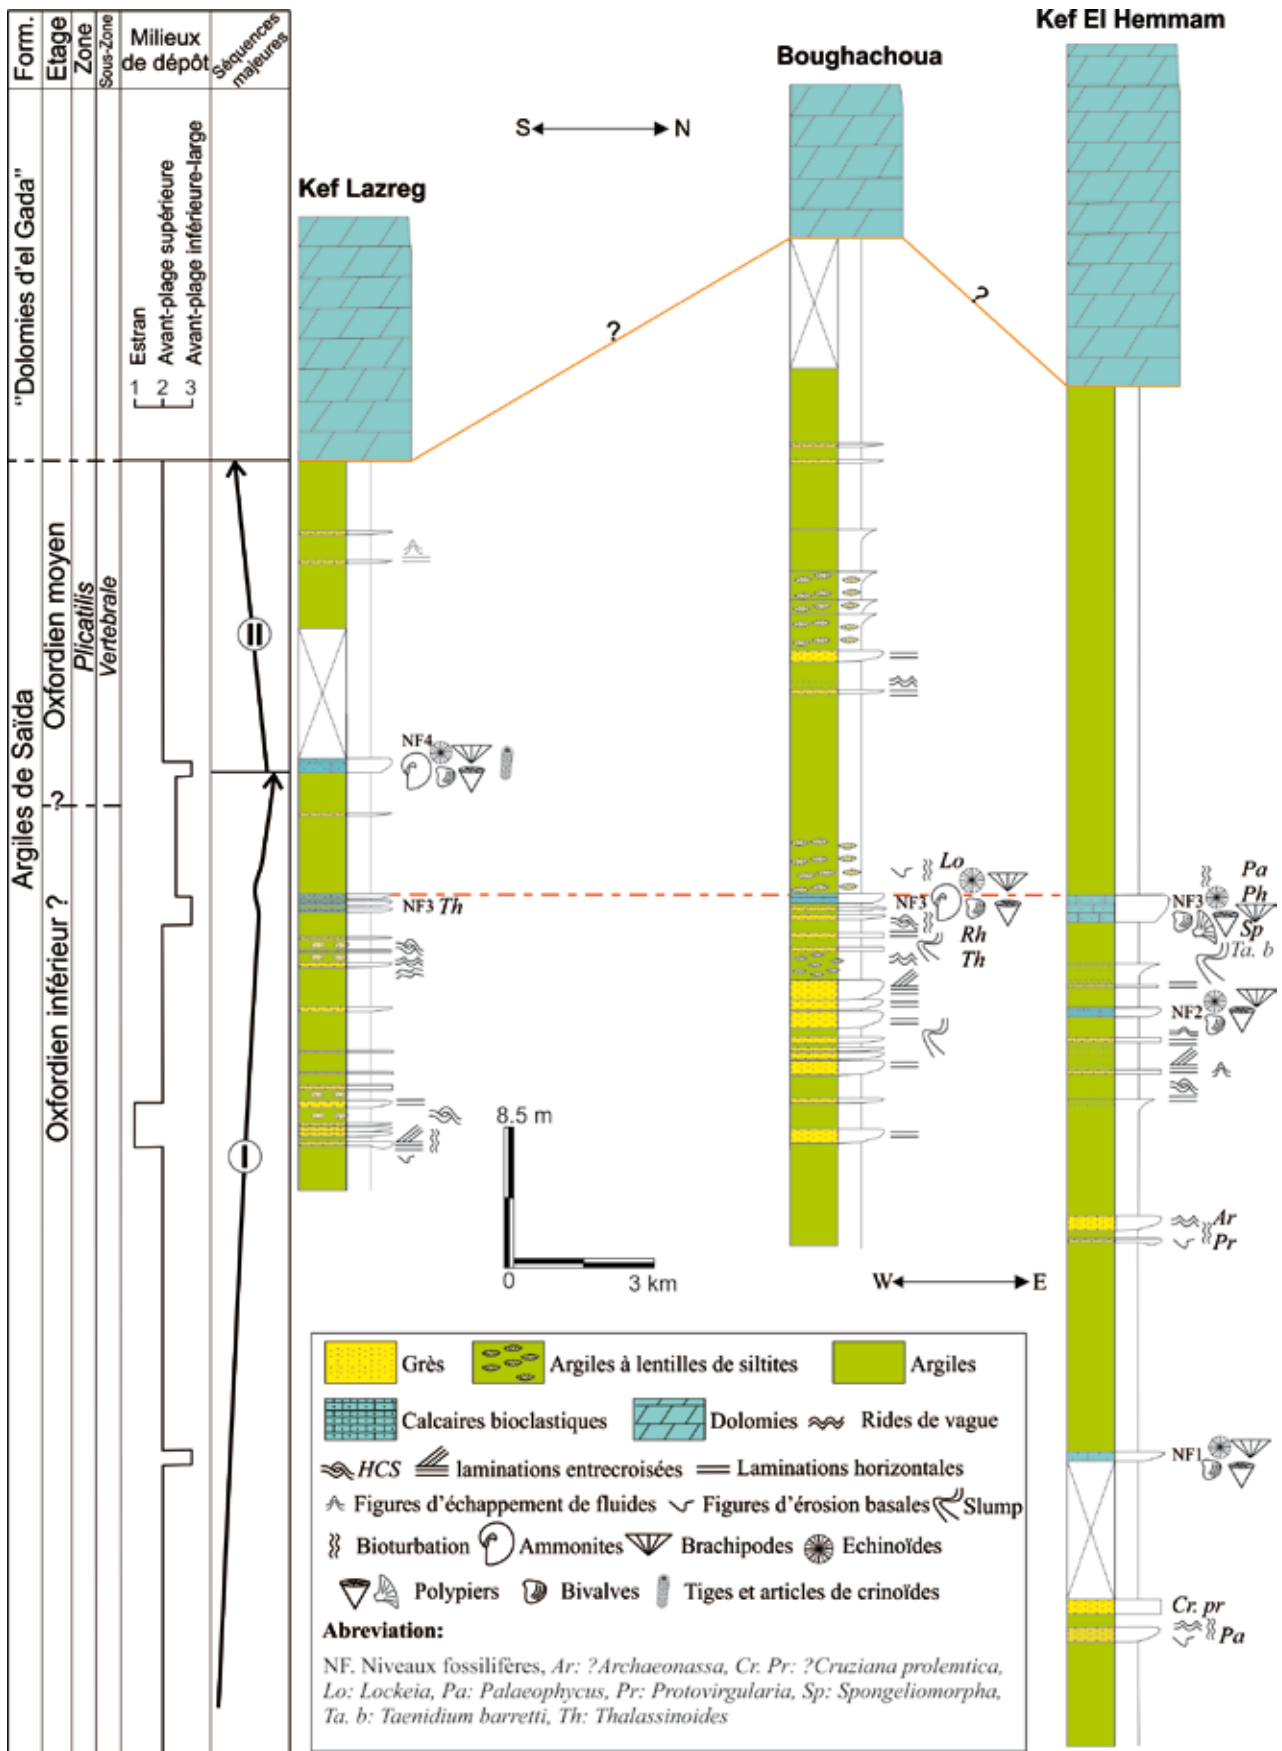 Form.
Etage
Zone
Sous-Zone
Milieux
de dépôt
Séquences
majeures
Kef El Hemmam
Boughachoua
S N
Kef Lazreg
"Dolomies d'el Gada"
1 Estran
2 Avant-plage supérieure
3 Avant-plage inférieure-large
? ?
Argiles de Saïda
Oxfordien moyen
Plicatilis
Vertebrale
II
NF4
?
Oxfordien inférieur ?
I
NF3 Th
Lo
NF3
Rh
Th
Pa
NF3 Ph
Sp
Ta. b
NF2
Ar
Pr
NF1
Cr. pr
Pa
8.5 m
0 3 km
W E
Grès Argiles à lentilles de siltites Argiles
Calcaires bioclastiques Dolomies Rides de vague
HCS laminations entrecroisées Laminations horizontales
Figures d'échappement de fluides Figures d'érosion basales Slump
Bioturbation Ammonites Brachipodes Echinoïdes
Polypiers Bivalves Tiges et articles de crinoïdes
Abreviation:
NF. Niveaux fossilifères, Ar: ?Archaeonassa, Cr. Pr: ?Cruziana prolemtica,
Lo: Lockeia, Pa: Palaeophycus, Pr: Protovirgularia, Sp: Spongeliomorpha,
Ta. b: Taenidium barretti, Th: Thalassinoides